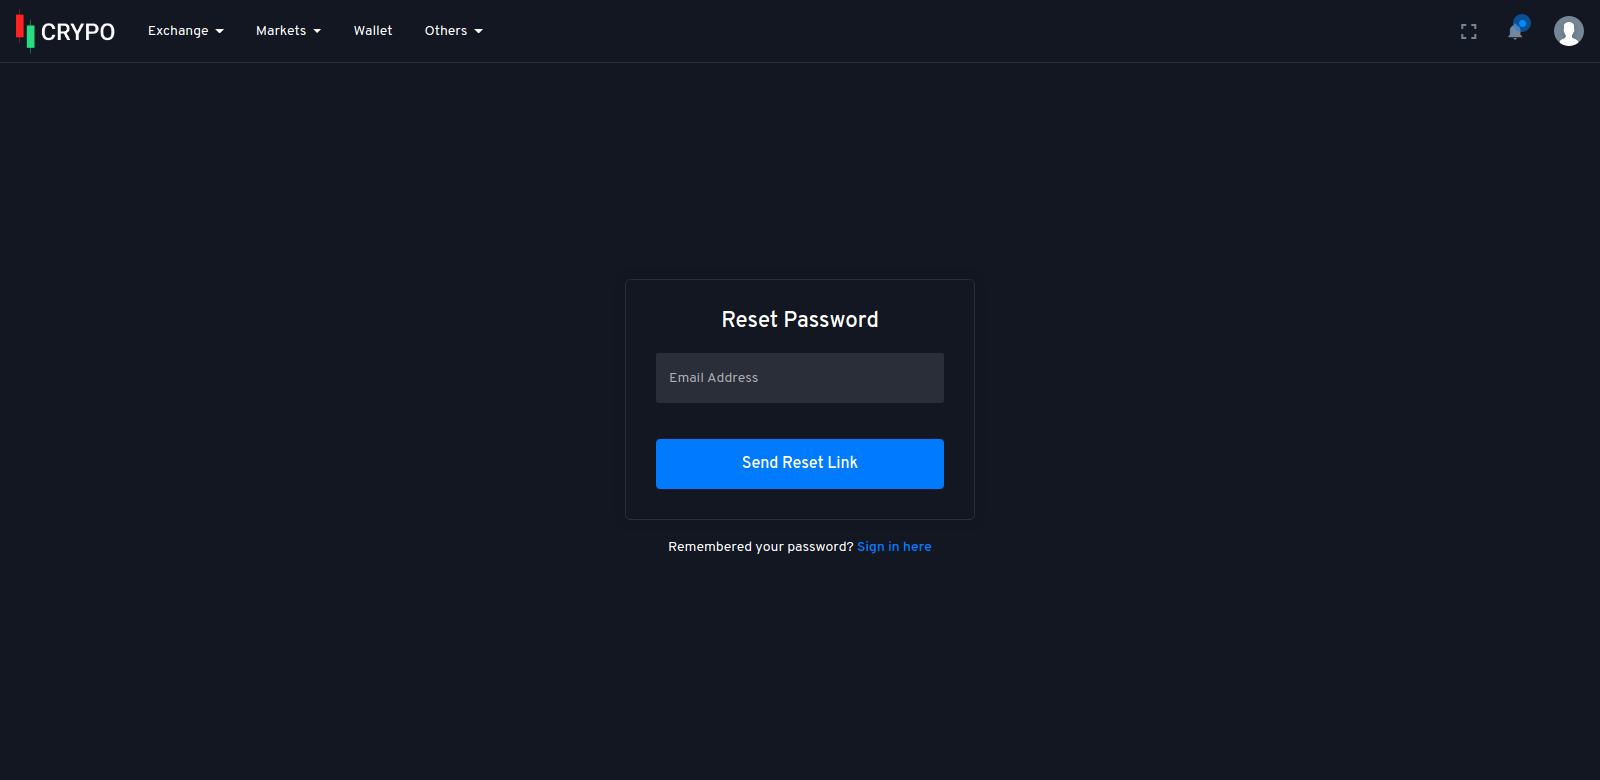 CRYPO Exchange Markets Wallet Others
Reset Password
Email Address
Send Reset Link
Remembered your password? Sign in here